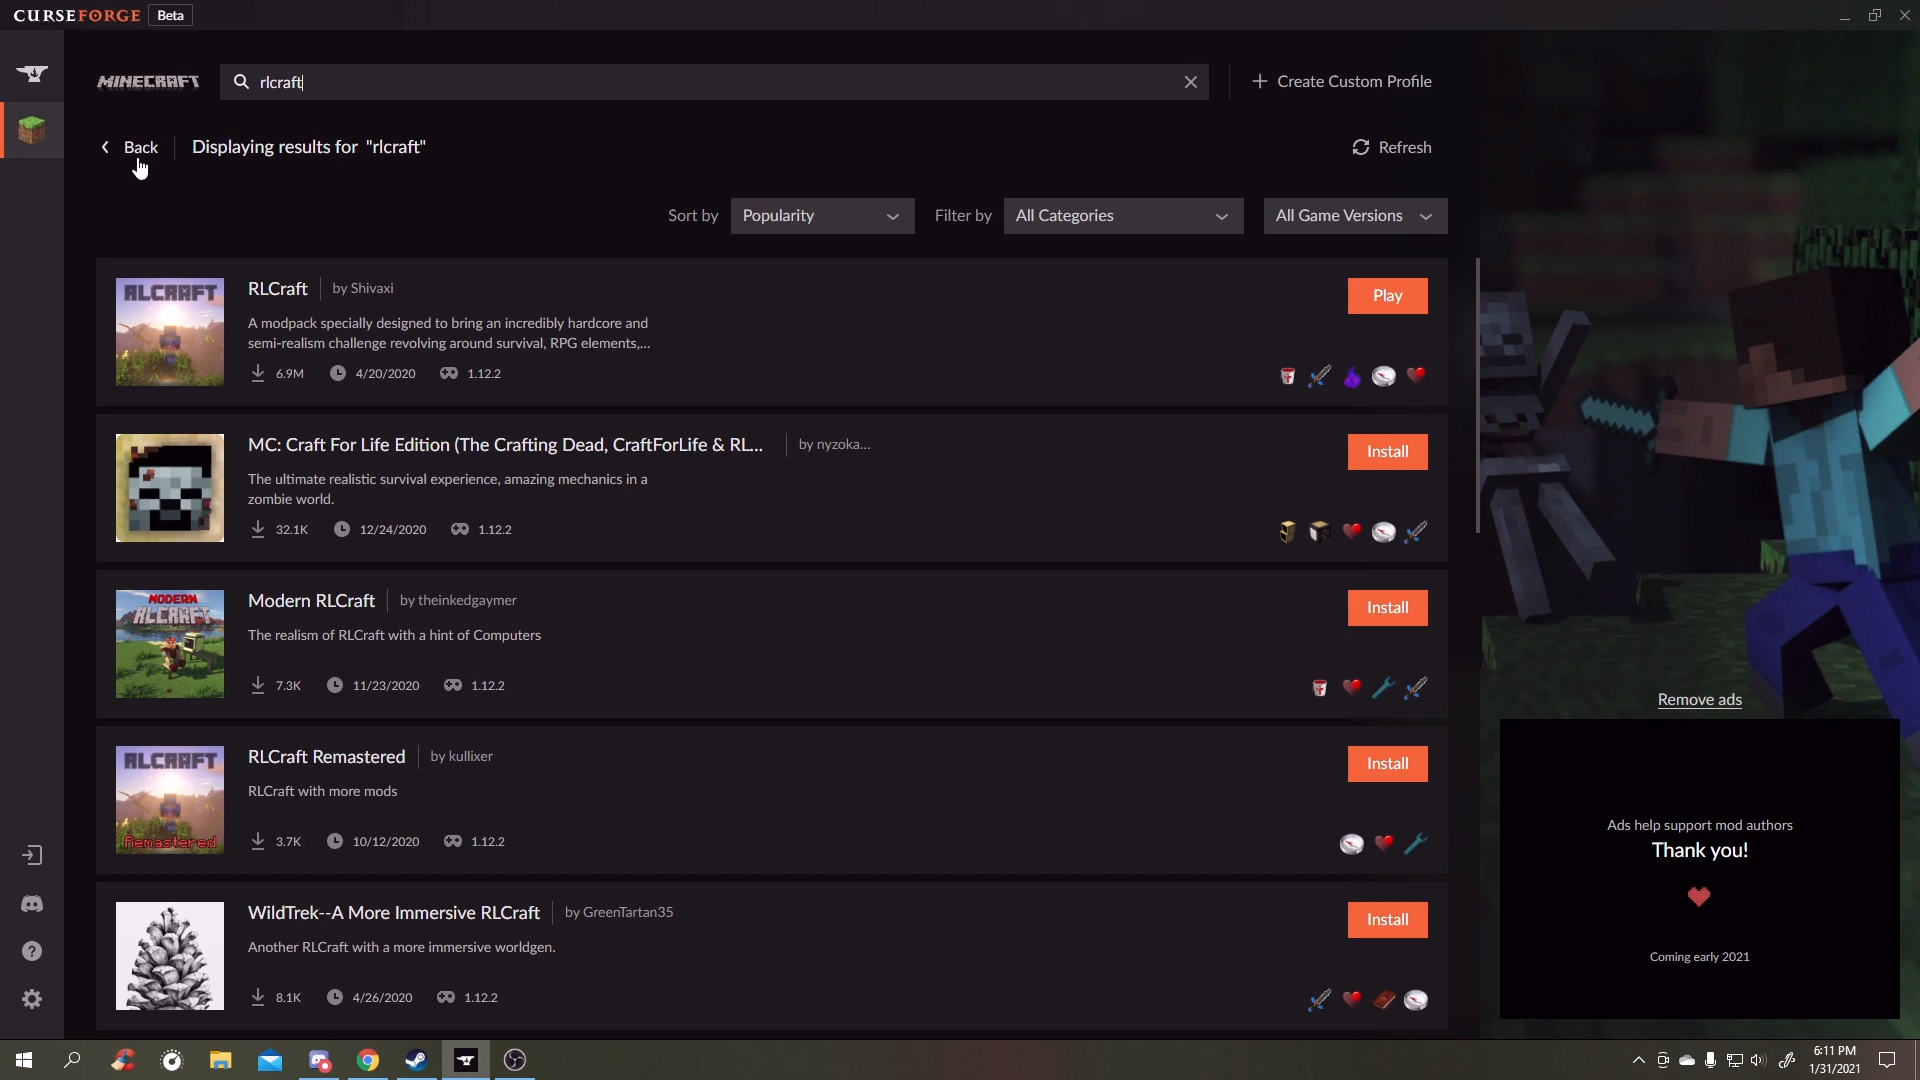 CURSEFORGE Beta
MINECRAFT
rlcraft
Create Custom Profile
Back
Displaying results for "rlcraft"
Refresh
Sort by
Popularity
Filter by
All Categories
All Game Versions
RLCRAFT
RLCraft
by Shivaxi
A modpack specially designed to bring an incredibly hardcore and
semi-realism challenge revolving around survival, RPG elements,...
6.9M
4/20/2020
1.12.2
Play
MC: Craft For Life Edition (The Crafting Dead, CraftForLife & RL...
by nyzoka...
The ultimate realistic survival experience, amazing mechanics in a
zombie world.
32.1K
12/24/2020
1.12.2
Install
MODERN
RLCRAFT
Modern RLCraft
by theinkedgaymer
The realism of RLCraft with a hint of Computers
7.3K
11/23/2020
1.12.2
Install
RLCRAFT
Remastered
RLCraft Remastered
by kullixer
RLCraft with more mods
3.7K
10/12/2020
1.12.2
Install
WildTrek--A More Immersive RLCraft
by GreenTartan35
Another RLCraft with a more immersive worldgen.
8.1K
4/26/2020
1.12.2
Install
Remove ads
Ads help support mod authors
Thank you!
Coming early 2021
6:11 PM
1/31/2021